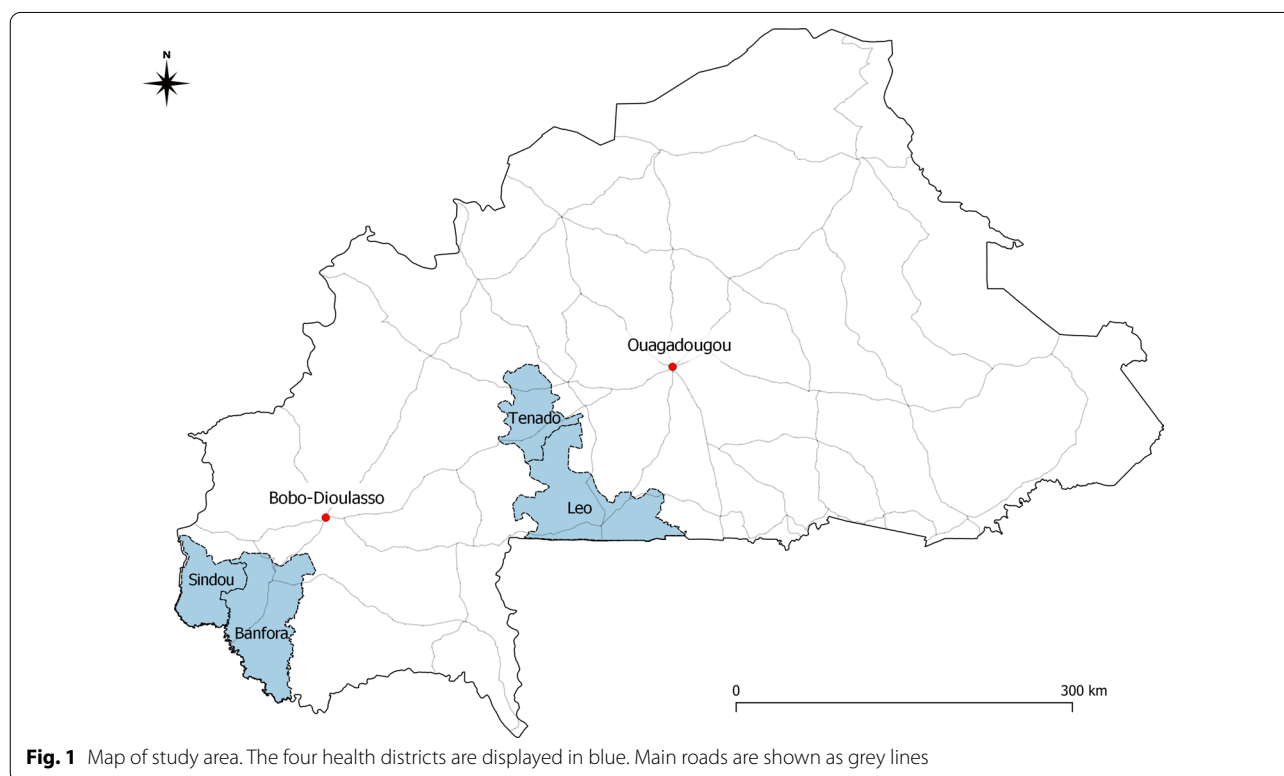 N
Ouagadougou
Tenado
Bobo-Dioulasso
Leo
Sindou
Banfora
0 300 km
Fig. 1 Map of study area. The four health districts are displayed in blue. Main roads are shown as grey lines